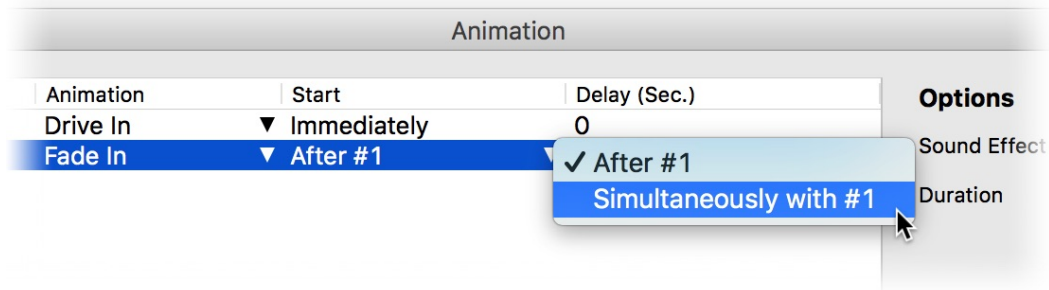 Animation
Animation Start Delay (Sec.) Options
Drive In ▼ Immediately 0
Fade In ▼ After #1 ▼ ✓ After #1 Sound Effect
Simultaneously with #1 Duration